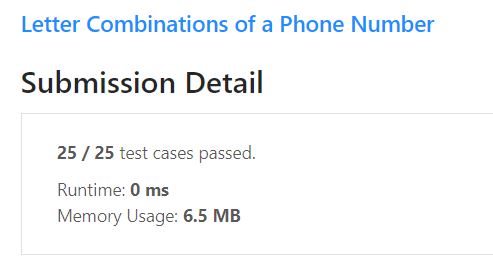 Letter Combinations of a Phone Number
Submission Detail
25 / 25 test cases passed.
Runtime: 0 ms
Memory Usage: 6.5 MB